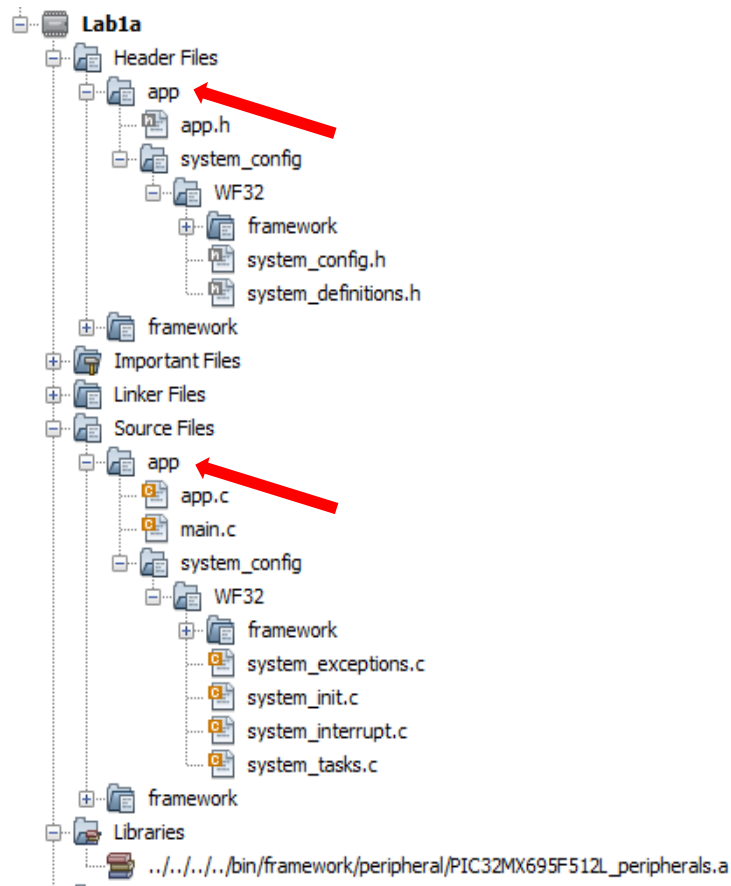 Lab1a
Header Files
app
app.h
system_config
WF32
framework
system_config.h
system_definitions.h
framework
Important Files
Linker Files
Source Files
app
app.c
main.c
system_config
WF32
framework
system_exceptions.c
system_init.c
system_interrupt.c
system_tasks.c
framework
Libraries
../../../../bin/framework/peripheral/PIC32MX695F512L_peripherals.a